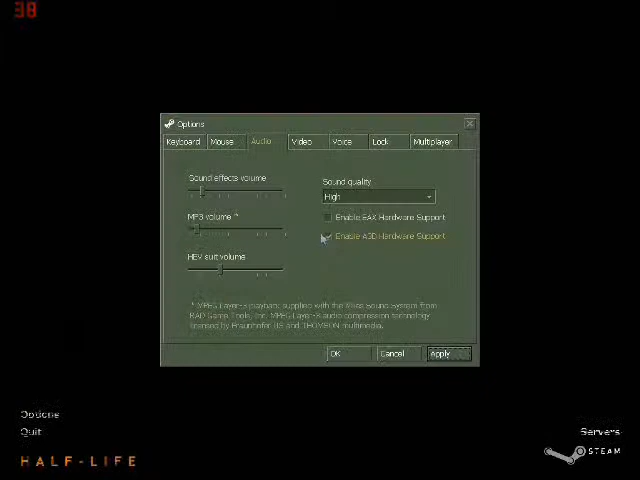 38
Options
Keyboard Mouse Audio Video Voice Lock Multiplayer
Sound effects volume
Sound quality
High
MP3 volume *
Enable EAX Hardware Support
Enable A3D Hardware Support
HEV suit volume
* MPEG Layer-3 playback supplied with the Miles Sound System from
RAD Game Tools, Inc. MPEG Layer-3 audio compression technology
licensed by Fraunhofer IIS and THOMSON multimedia.
OK Cancel Apply
Options
Quit
Servers
STEAM
HALF-LIFE